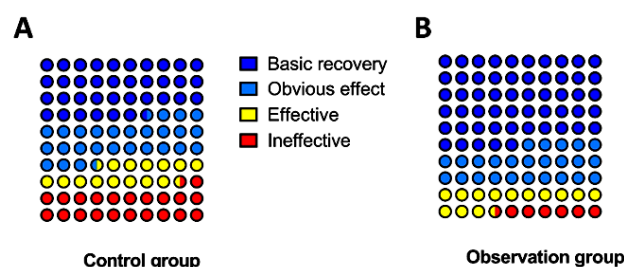 A
B
Basic recovery
Obvious effect
Effective
Ineffective
Control group
Observation group